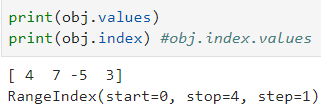 print(obj.values)
print(obj.index) #obj.index.values
[ 4  7 -5  3]
RangeIndex(start=0, stop=4, step=1)